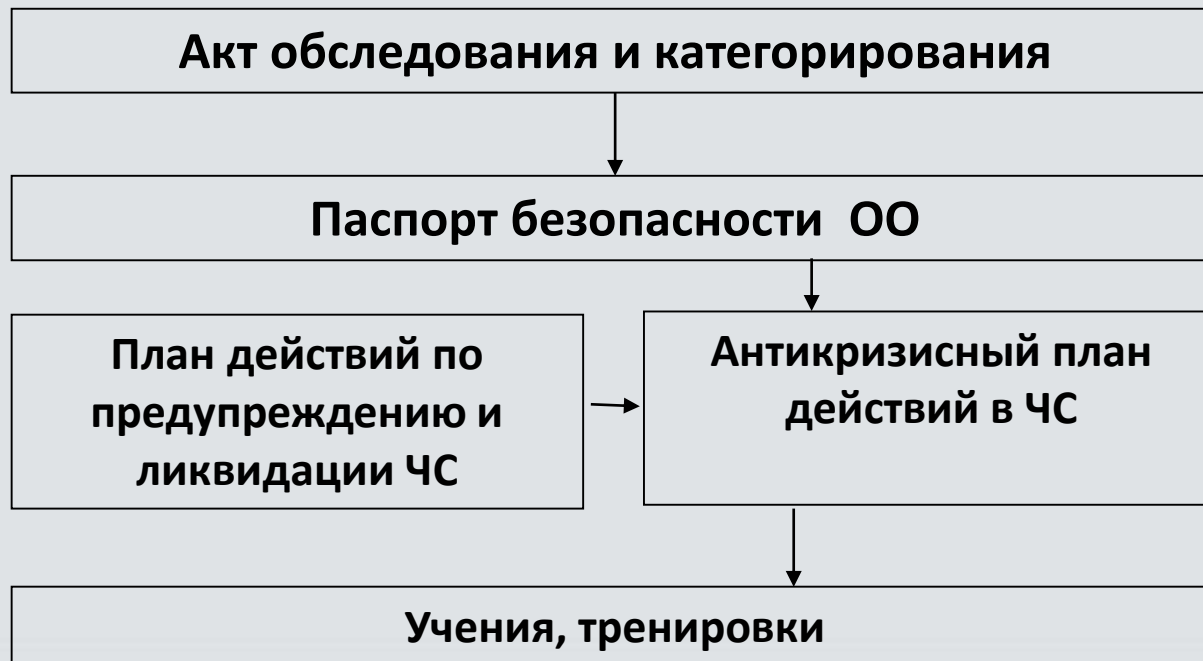 Акт обследования и категорирования
Паспорт безопасности ОО
План действий по
предупреждению и
ликвидации ЧС
Антикризисный план
действий в ЧС
Учения, тренировки